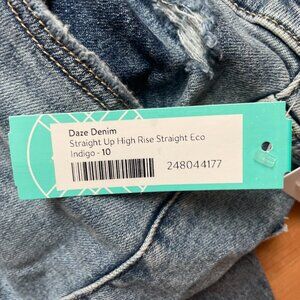 Daze Denim
Straight Up High Rise Straight Eco
Indigo - 10
248044177